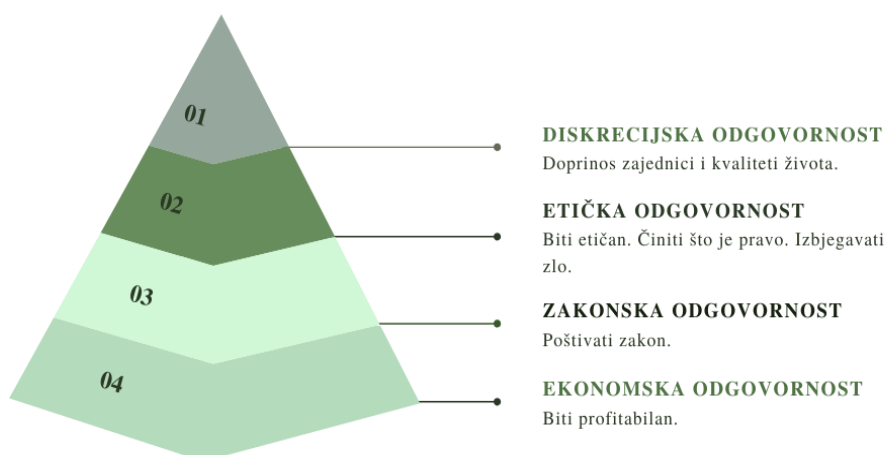 01
DISKRECIJSKA ODGOVORNOST
Doprinos zajednici i kvaliteti života.
02
ETIČKA ODGOVORNOST
Biti etičan. Činiti što je pravo. Izbjegavati
zlo.
03
ZAKONSKA ODGOVORNOST
Poštivati zakon.
04
EKONOMSKA ODGOVORNOST
Biti profitabilan.